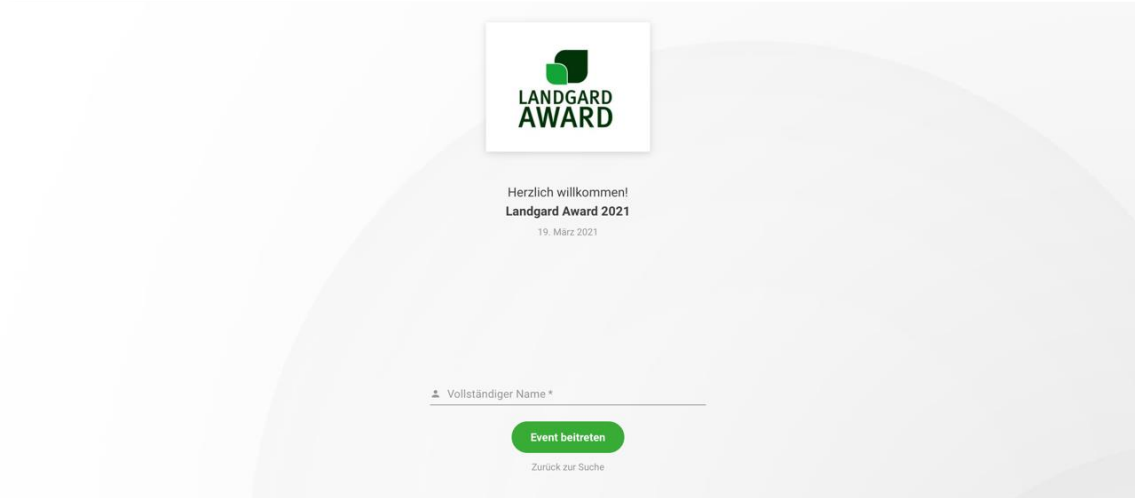 LANDGARD
AWARD
Herzlich willkommen!
Landgard Award 2021
19. März 2021
Vollständiger Name *
Event beitreten
Zurück zur Suche